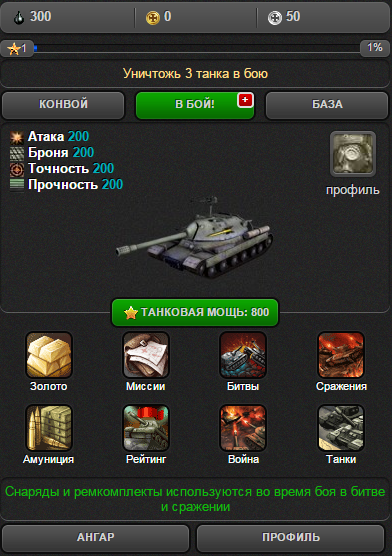 300 0 50
1 1%
Уничтожь 3 танка в бою
КОНВОЙ В БОЙ! + БАЗА
Атака 200
Броня 200
Точность 200
Прочность 200
профиль
ТАНКОВАЯ МОЩЬ: 800
Золото Миссии Битвы Сражения
Амуниция Рейтинг Война Танки
Снаряды и ремкомплекты используются во время боя в битве
и сражении
АНГАР ПРОФИЛЬ